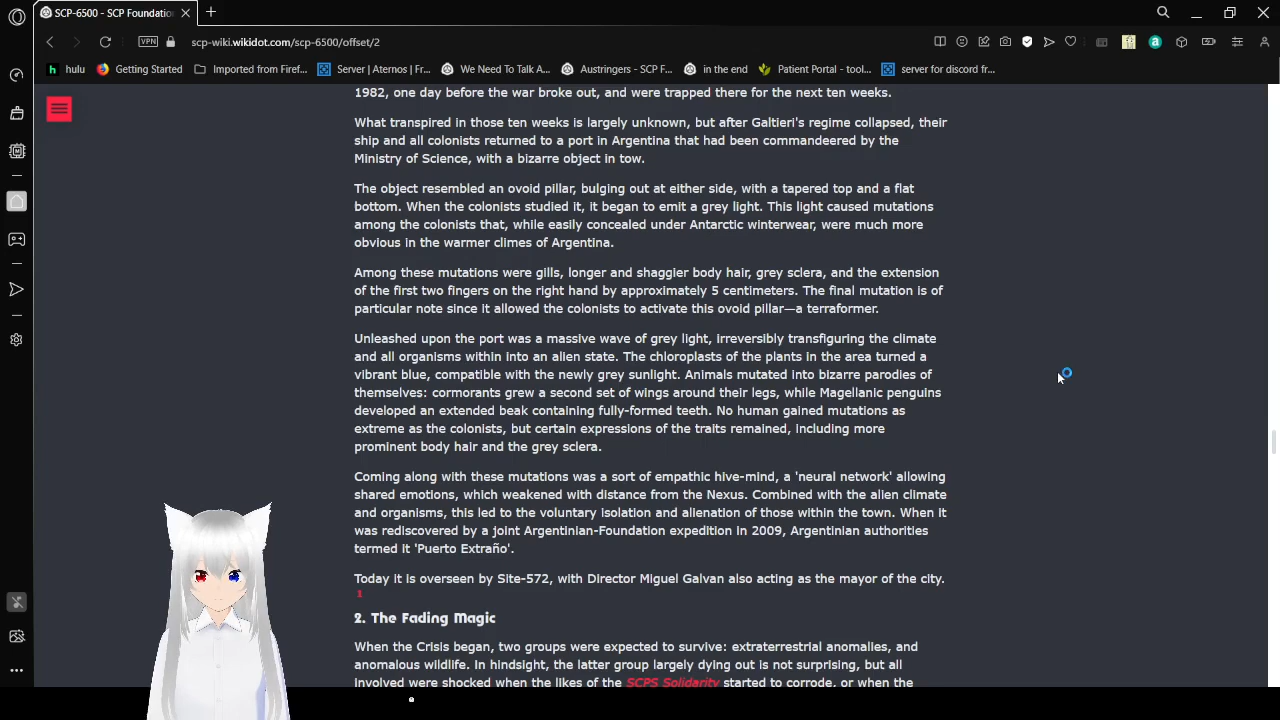 SCP-6500 - SCP Foundatio
VPN
scp-wiki.wikidot.com/scp-6500/offset/2
hulu
Getting Started
Imported from Firef...
Server | Aternos | Fr...
We Need To Talk A...
Austringers - SCP F...
in the end
Patient Portal - tool...
server for discord fr...
1982, one day before the war broke out, and were trapped there for the next ten weeks.
What transpired in those ten weeks is largely unknown, but after Galtieri's regime collapsed, their
ship and all colonists returned to a port in Argentina that had been commandeered by the
Ministry of Science, with a bizarre object in tow.
The object resembled an ovoid pillar, bulging out at either side, with a tapered top and a flat
bottom. When the colonists studied it, it began to emit a grey light. This light caused mutations
among the colonists that, while easily concealed under Antarctic winterwear, were much more
obvious in the warmer climes of Argentina.
Among these mutations were gills, longer and shaggier body hair, grey sclera, and the extension
of the first two fingers on the right hand by approximately 5 centimeters. The final mutation is of
particular note since it allowed the colonists to activate this ovoid pillar—a terraformer.
Unleashed upon the port was a massive wave of grey light, irreversibly transfiguring the climate
and all organisms within into an alien state. The chloroplasts of the plants in the area turned a
vibrant blue, compatible with the newly grey sunlight. Animals mutated into bizarre parodies of
themselves: cormorants grew a second set of wings around their legs, while Magellanic penguins
developed an extended beak containing fully-formed teeth. No human gained mutations as
extreme as the colonists, but certain expressions of the traits remained, including more
prominent body hair and the grey sclera.
Coming along with these mutations was a sort of empathic hive-mind, a 'neural network' allowing
shared emotions, which weakened with distance from the Nexus. Combined with the alien climate
and organisms, this led to the voluntary isolation and alienation of those within the town. When it
was rediscovered by a joint Argentinian-Foundation expedition in 2009, Argentinian authorities
termed it 'Puerto Extraño'.
Today it is overseen by Site-572, with Director Miguel Galvan also acting as the mayor of the city.
1
2. The Fading Magic
When the Crisis began, two groups were expected to survive: extraterrestrial anomalies, and
anomalous wildlife. In hindsight, the latter group largely dying out is not surprising, but all
involved were shocked when the likes of the SCPS Solidarity started to corrode, or when the